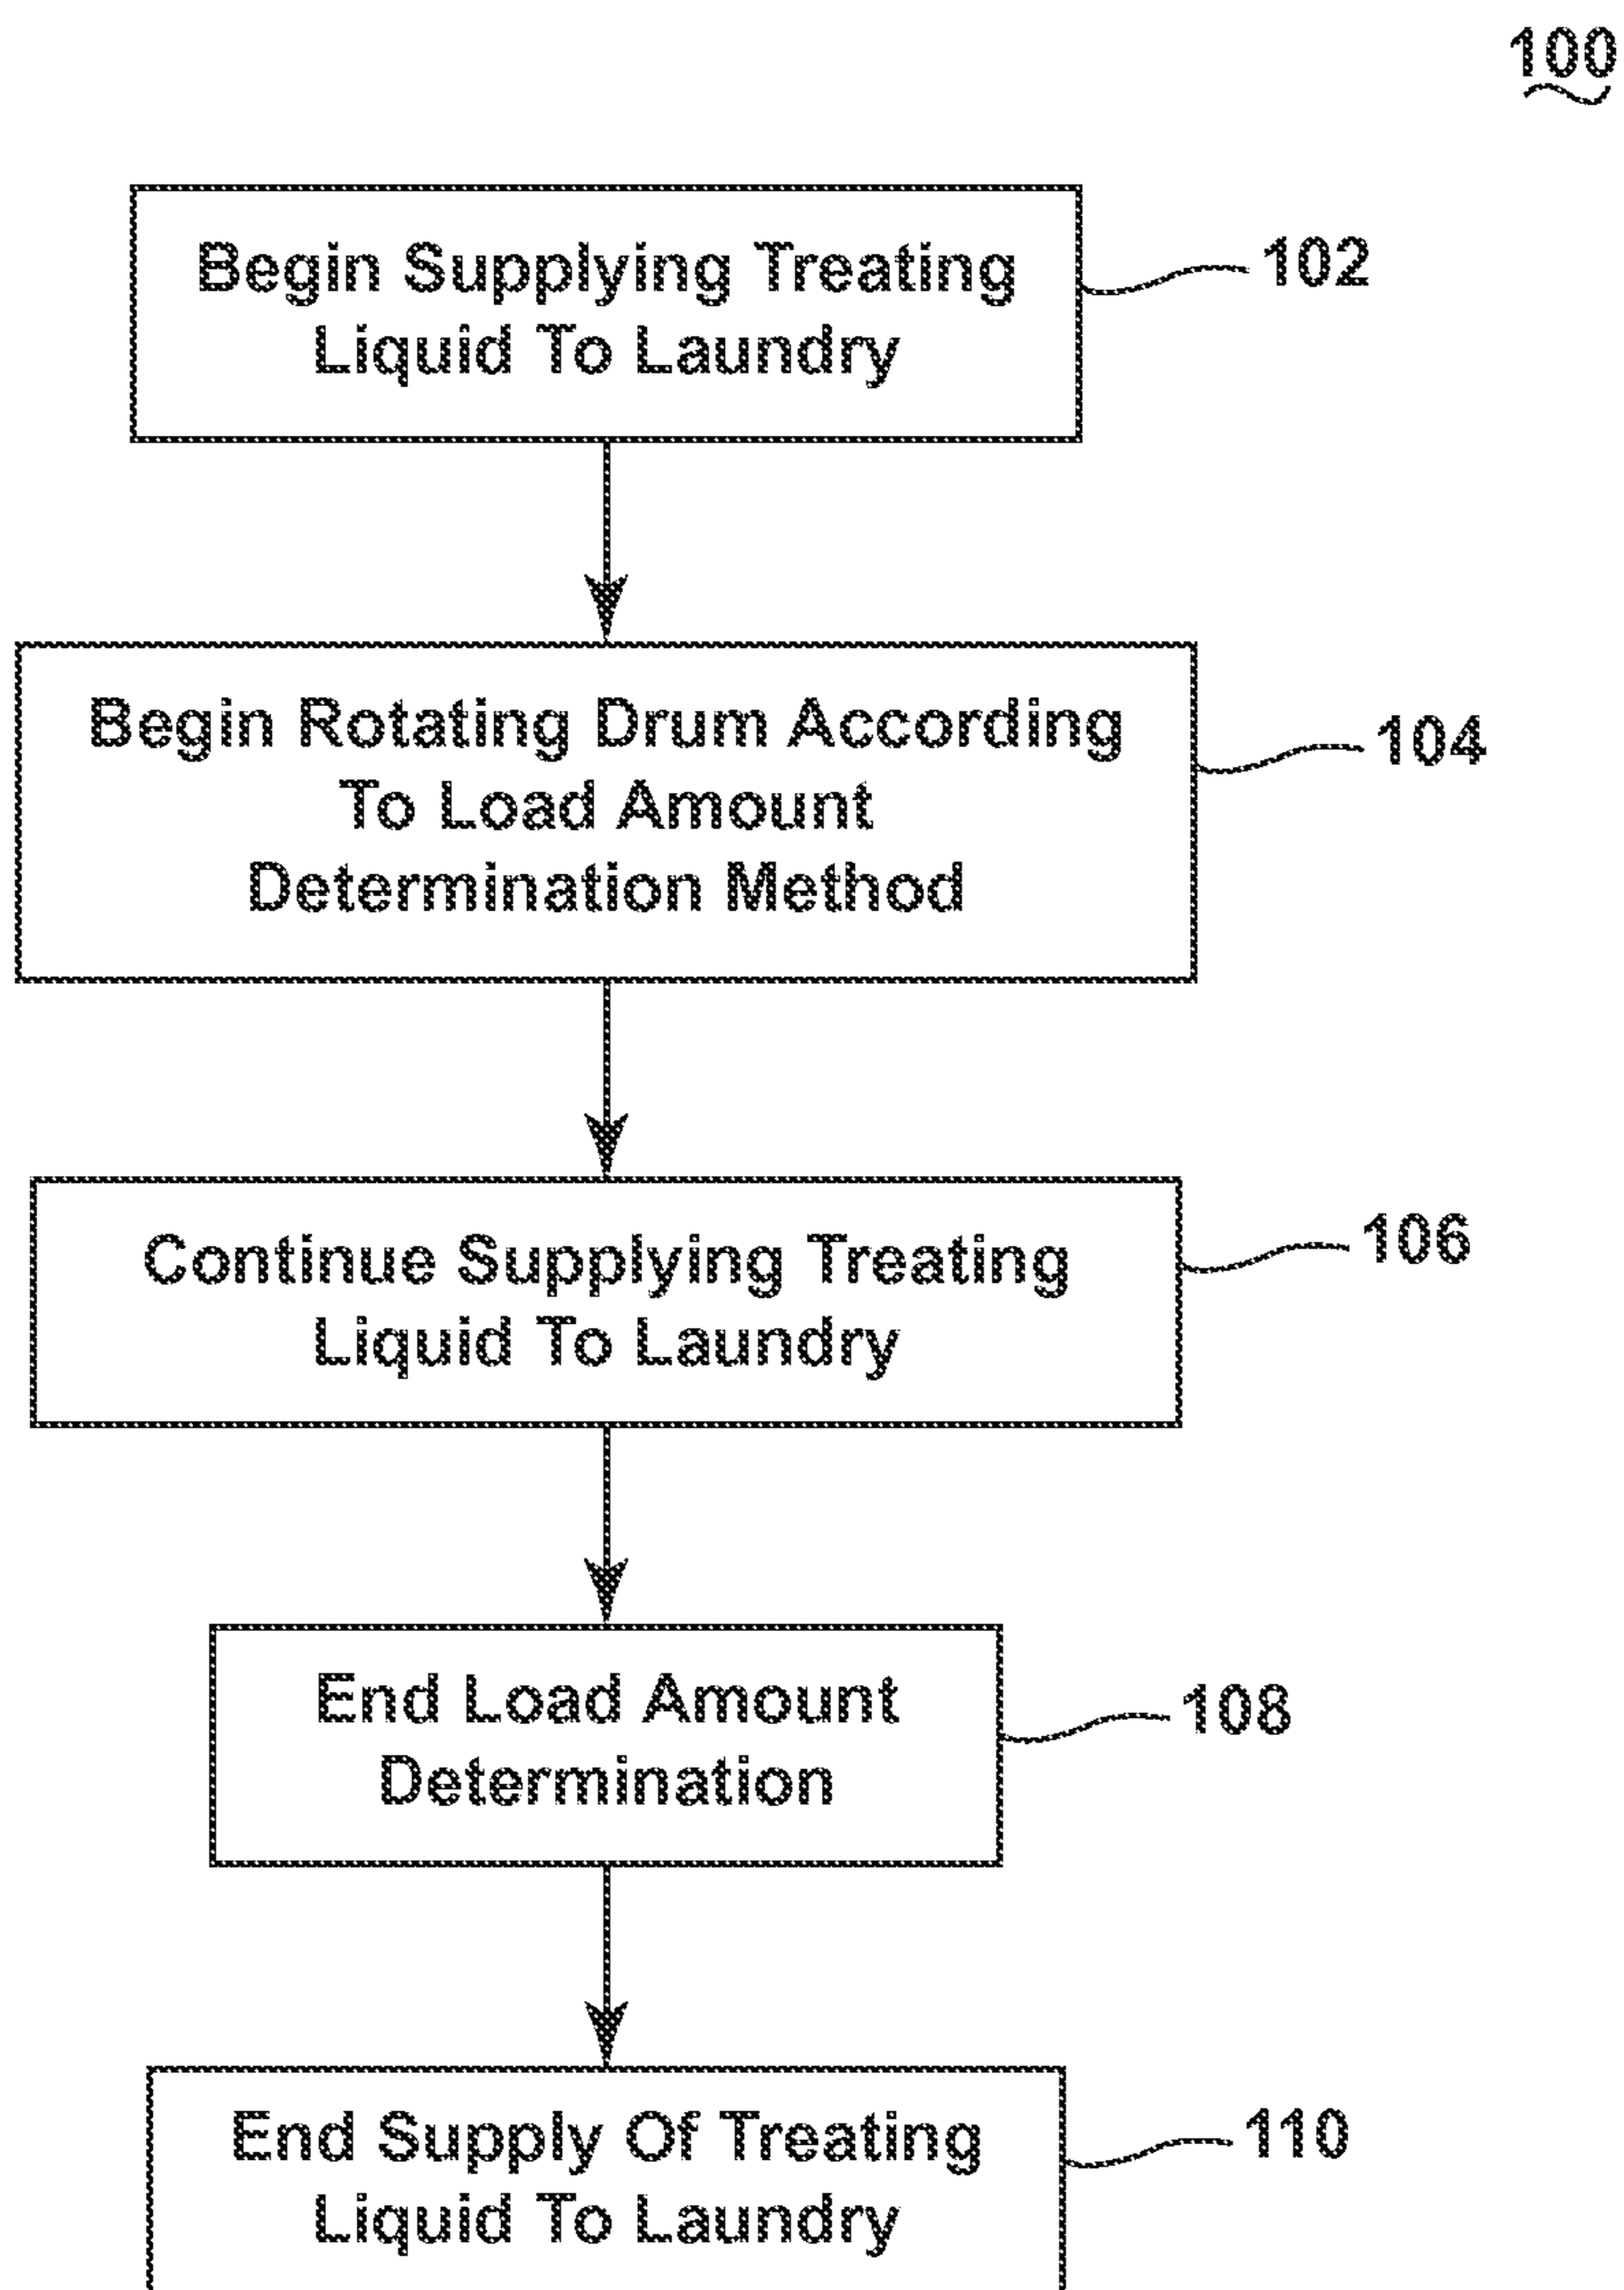 100
Begin Supplying Treating
Liquid To Laundry
102
Begin Rotating Drum According
To Load Amount
Determination Method
104
Continue Supplying Treating
Liquid To Laundry
106
End Load Amount
Determination
108
End Supply Of Treating
Liquid To Laundry
110